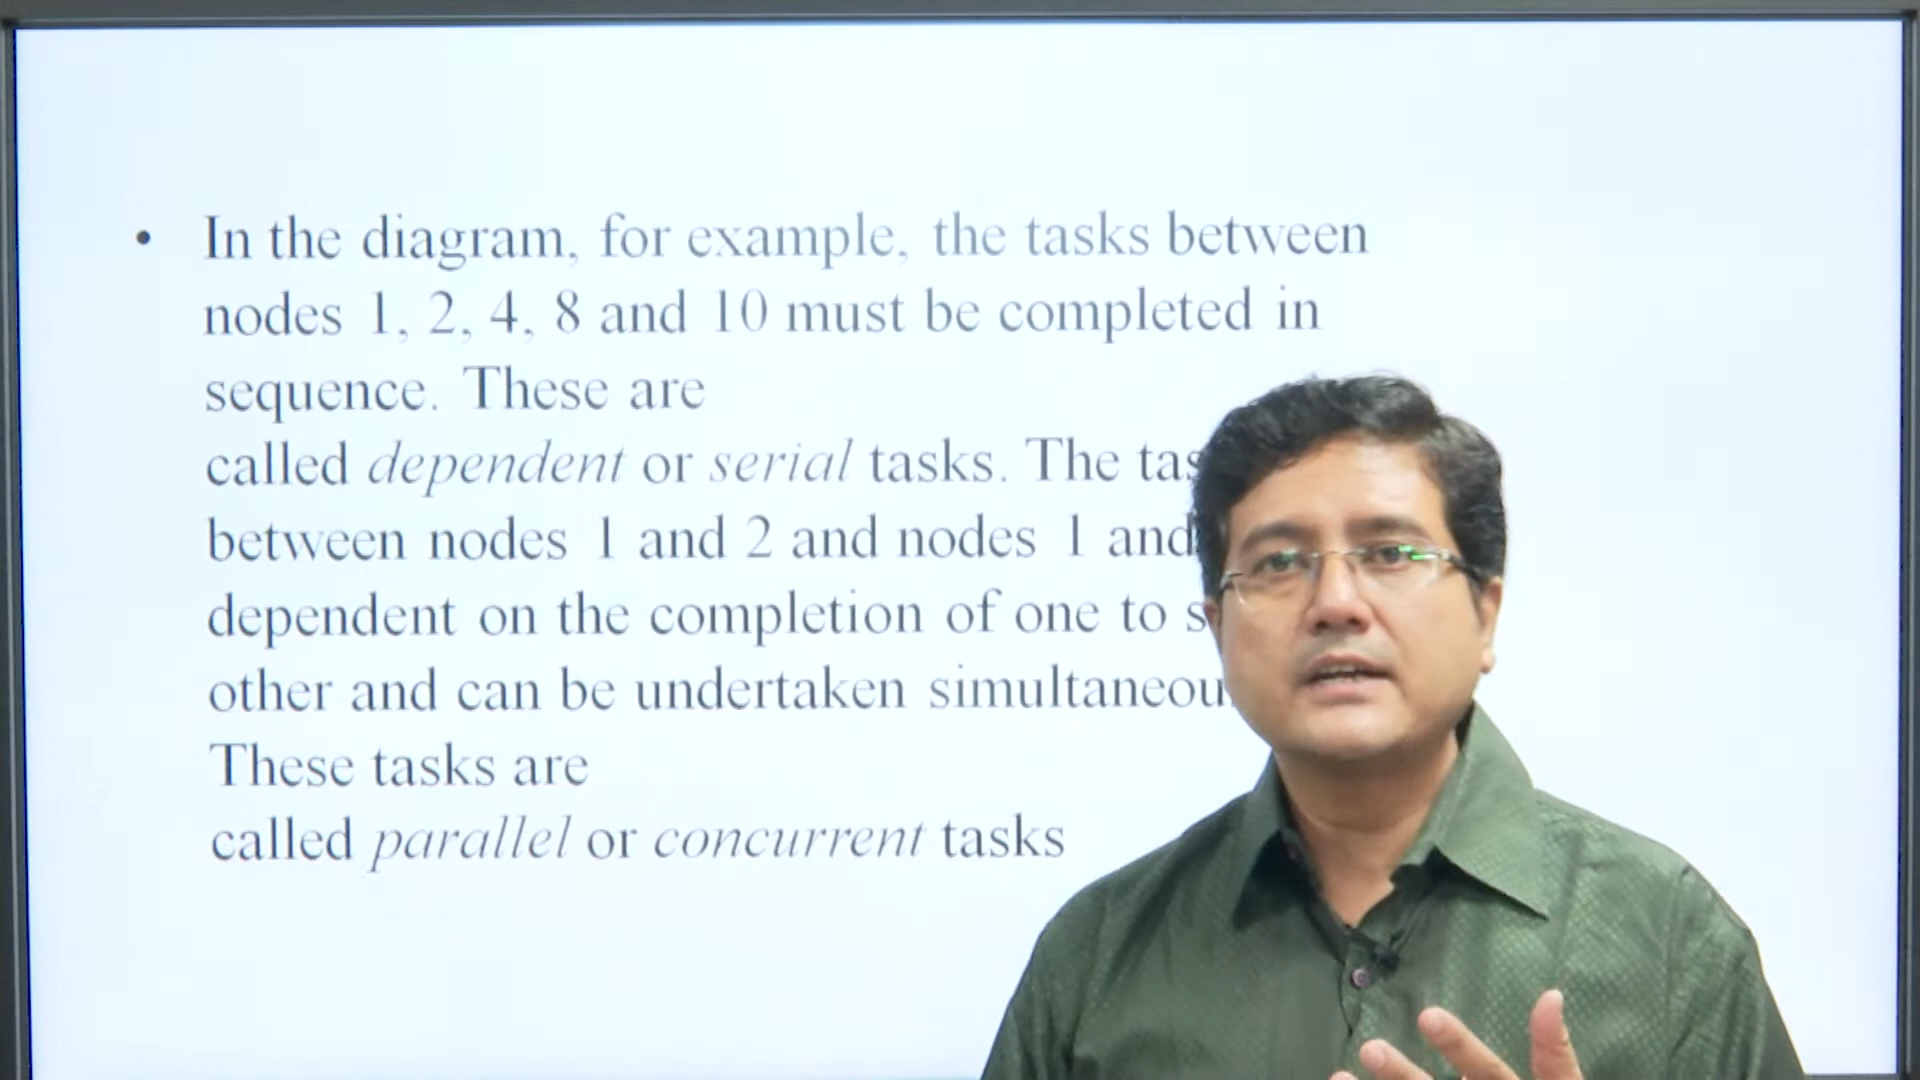 • In the diagram, for example, the tasks between
nodes 1, 2, 4, 8 and 10 must be completed in
sequence. These are
called dependent or serial tasks. The
between nodes 1 and 2 and nodes 1 and
dependent on the completion of one to
other and can be undertaken
These tasks are
called parallel or concurrent tasks